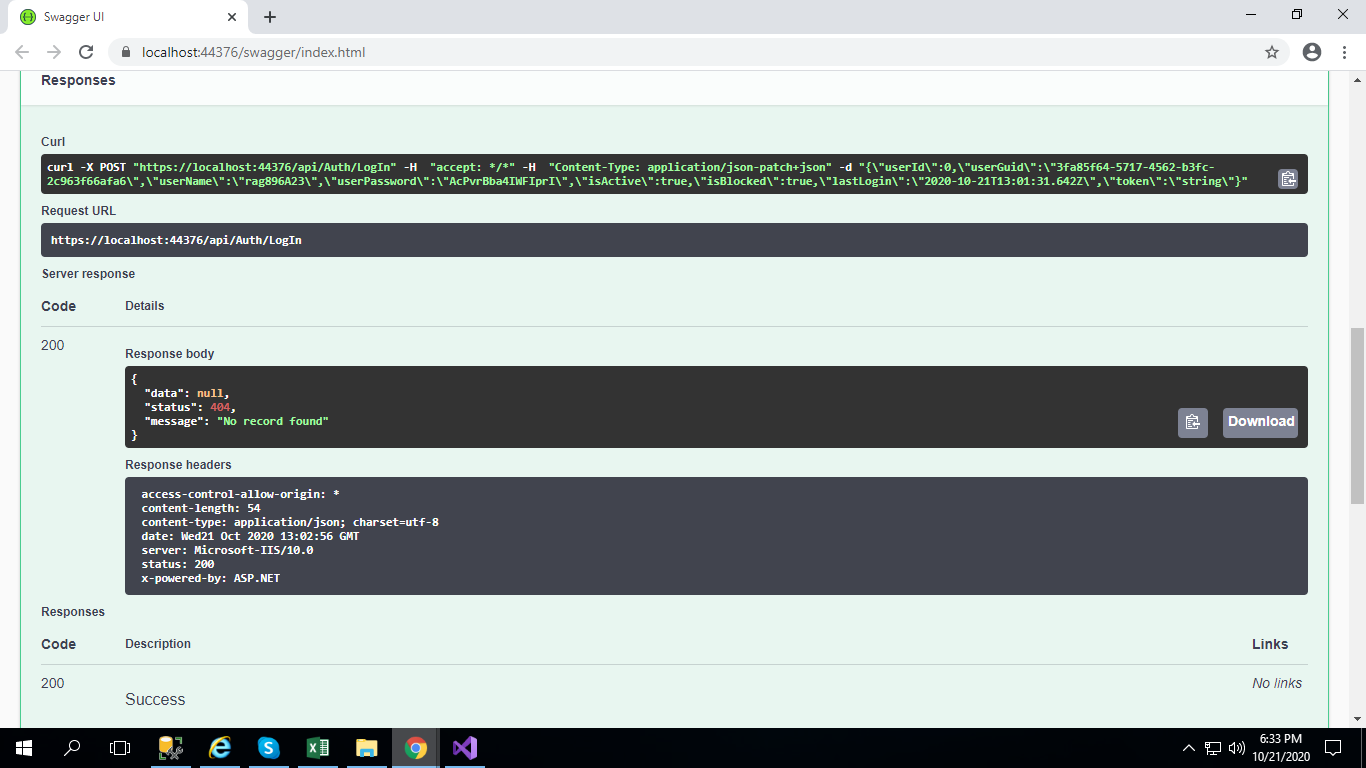 Swagger UI
localhost:44376/swagger/index.html
Responses
Curl
curl -X POST "https://localhost:44376/api/Auth/LogIn" -H  "accept: */*" -H  "Content-Type: application/json-patch+json" -d "{\"userId\":0,\"userGuid\":\"3fa85f64-5717-4562-b3fc-
2c963f66afa6\",\"userName\":\"rag896A23\",\"userPassword\":\"AcPvrBba4IWFIprI\",\"isActive\":true,\"isBlocked\":true,\"lastLogin\":\"2020-10-21T13:01:31.642Z\",\"token\":\"string\"}"
Request URL
https://localhost:44376/api/Auth/LogIn
Server response
Code Details
200
Response body
{
"data": null,
"status": 404,
"message": "No record found"
}
Download
Response headers
access-control-allow-origin: *
content-length: 54
content-type: application/json; charset=utf-8
date: Wed21 Oct 2020 13:02:56 GMT
server: Microsoft-IIS/10.0
status: 200
x-powered-by: ASP.NET
Responses
Code Description Links
200 No links
Success
6:33 PM
10/21/2020